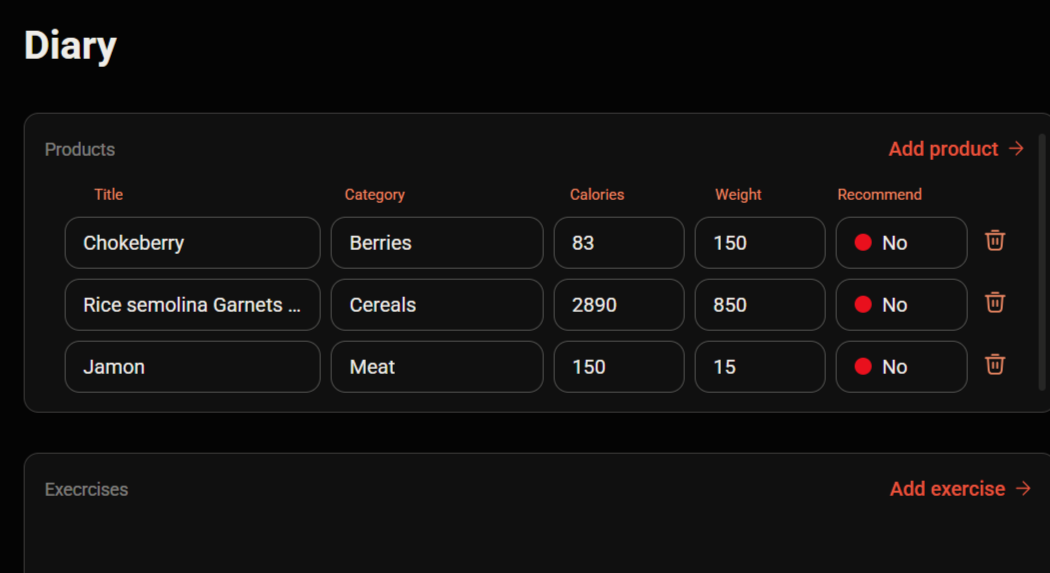 Diary
Products Add product →
Title Category Calories Weight Recommend
Chokeberry Berries 83 150 No
Rice semolina Garnets ... Cereals 2890 850 No
Jamon Meat 150 15 No
Execrcises Add exercise →